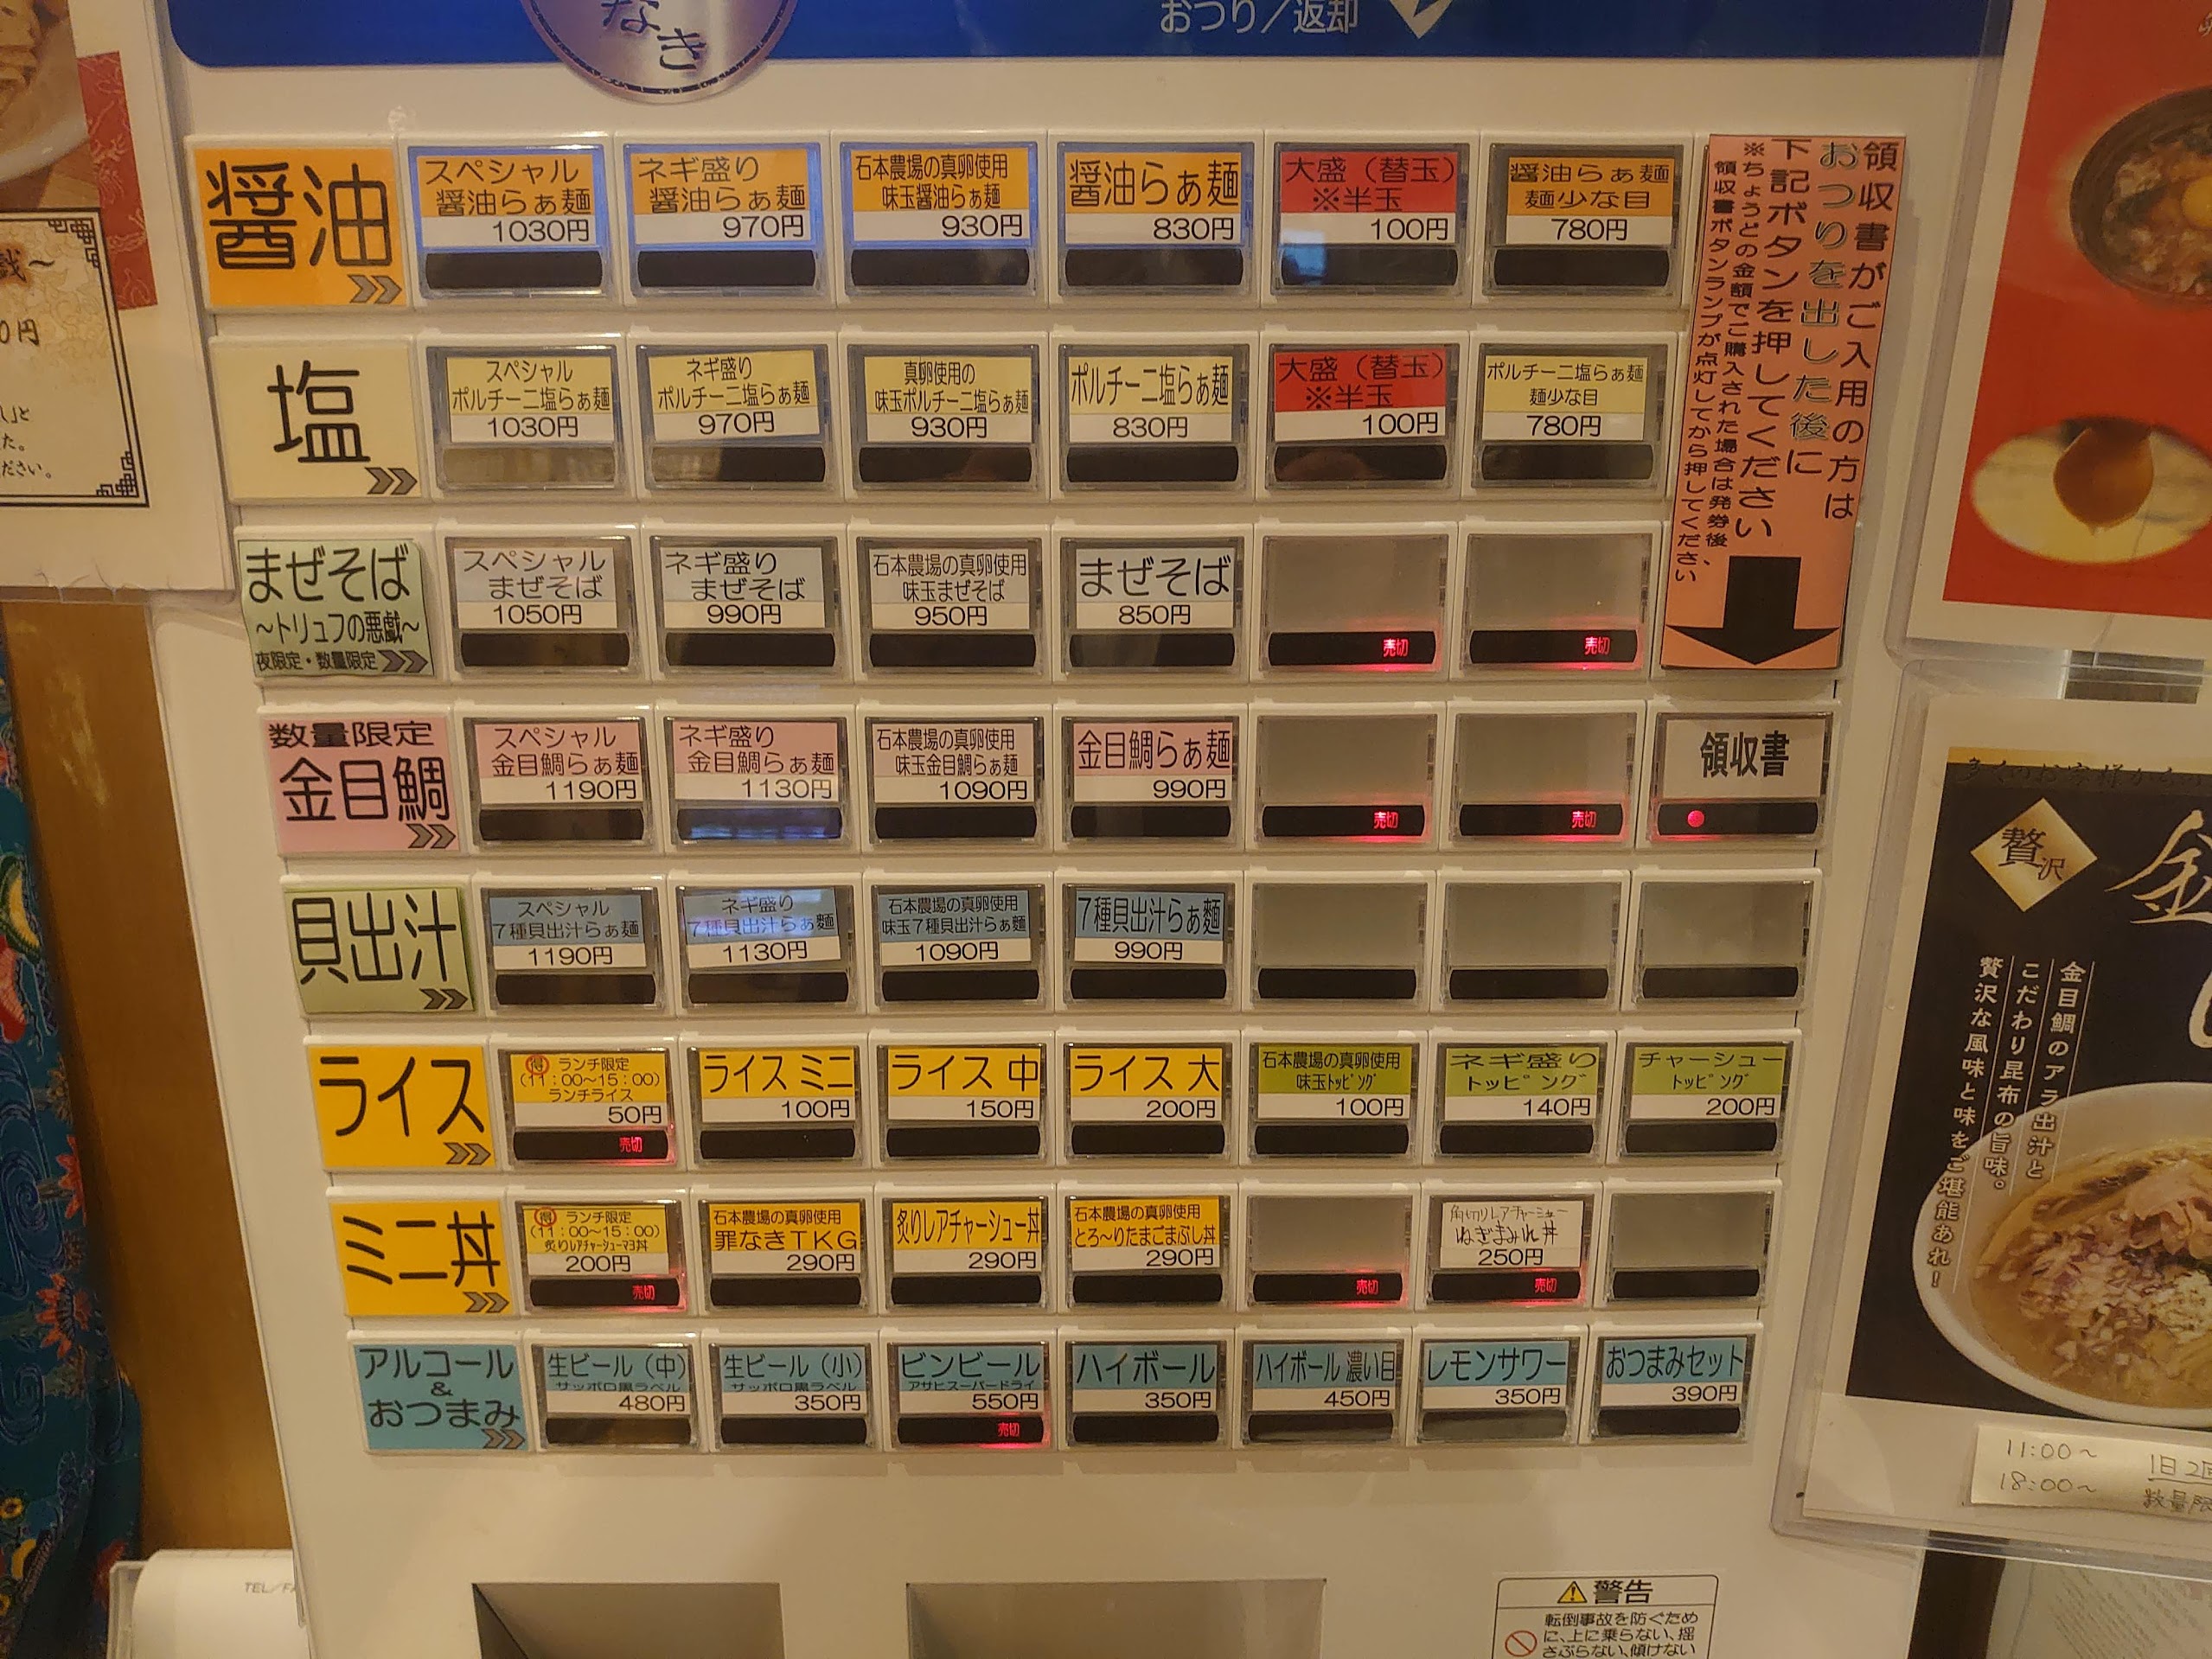 なき
おつり／返却
醤油
スペシャル
醤油らぁ麺
1030円
ネギ盛り
醤油らぁ麺
970円
石本農場の真卵使用
味玉醤油らぁ麺
930円
醤油らぁ麺
830円
大盛（替玉）
※半玉
100円
醤油らぁ麺
麺少な目
780円
領収書がご入用の方は
おつりを出した後に
下記ボタンを押してください
※ちょうどの金額でご購入された場合は発券後、
領収書ボタンランプが点灯してから押してください
塩
スペシャル
ポルチーニ塩らぁ麺
1030円
ネギ盛り
ポルチーニ塩らぁ麺
970円
真卵使用の
味玉ポルチーニ塩らぁ麺
930円
ポルチーニ塩らぁ麺
830円
大盛（替玉）
※半玉
100円
ポルチーニ塩らぁ麺
麺少な目
780円
まぜそば
～トリュフの悪戯～
夜限定・数量限定
スペシャル
まぜそば
1050円
ネギ盛り
まぜそば
990円
石本農場の真卵使用
味玉まぜそば
950円
まぜそば
850円
売切
売切
数量限定
金目鯛
スペシャル
金目鯛らぁ麺
1190円
ネギ盛り
金目鯛らぁ麺
1130円
石本農場の真卵使用
味玉金目鯛らぁ麺
1090円
金目鯛らぁ麺
990円
売切
売切
領収書
貝出汁
スペシャル
7種貝出汁らぁ麺
1190円
ネギ盛り
7種貝出汁らぁ麺
1130円
石本農場の真卵使用
味玉7種貝出汁らぁ麺
1090円
7種貝出汁らぁ麺
990円
ライス
得 ランチ限定
（11：00～15：00）
ランチライス
50円
売切
ライス ミニ
100円
ライス 中
150円
ライス 大
200円
石本農場の真卵使用
味玉トッピング
100円
ネギ盛り
トッピング
140円
チャーシュー
トッピング
200円
ミニ丼
得 ランチ限定
（11：00～15：00）
炙りレアチャーシューマヨ丼
200円
売切
石本農場の真卵使用
罪なきTKG
290円
炙りレアチャーシュー丼
290円
石本農場の真卵使用
とろ～りたまごまぶし丼
290円
売切
角切りレアチャーシュー
ねぎまみれ丼
250円
売切
アルコール
&
おつまみ
生ビール（中）
サッポロ黒ラベル
480円
生ビール（小）
サッポロ黒ラベル
350円
ビンビール
アサヒスーパードライ
550円
売切
ハイボール
350円
ハイボール 濃い目
450円
レモンサワー
350円
おつまみセット
390円
戯～
0円
と
た。
ださい。
贅沢
金
金目鯛のアラ出汁と
こだわり昆布の旨味。
贅沢な風味と味をご堪能あれ！
11:00～
18:00～
1日2回
数量限
TEL/FA
警告
転倒事故を防ぐため
に、上に乗らない、揺
さぶらない、傾けない